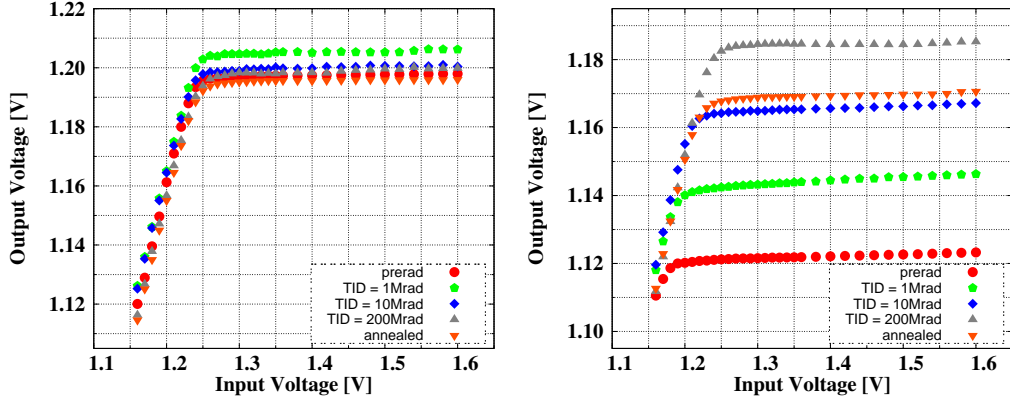 1.20
1.18
1.16
1.14
1.12
Output Voltage [V]
prerad
TID = 1Mrad
TID = 10Mrad
TID = 200Mrad
annealed
1.1 1.2 1.3 1.4 1.5 1.6
Input Voltage [V]
1.18
1.16
1.14
1.12
1.10
Output Voltage [V]
prerad
TID = 1Mrad
TID = 10Mrad
TID = 200Mrad
annealed
1.1 1.2 1.3 1.4 1.5 1.6
Input Voltage [V]